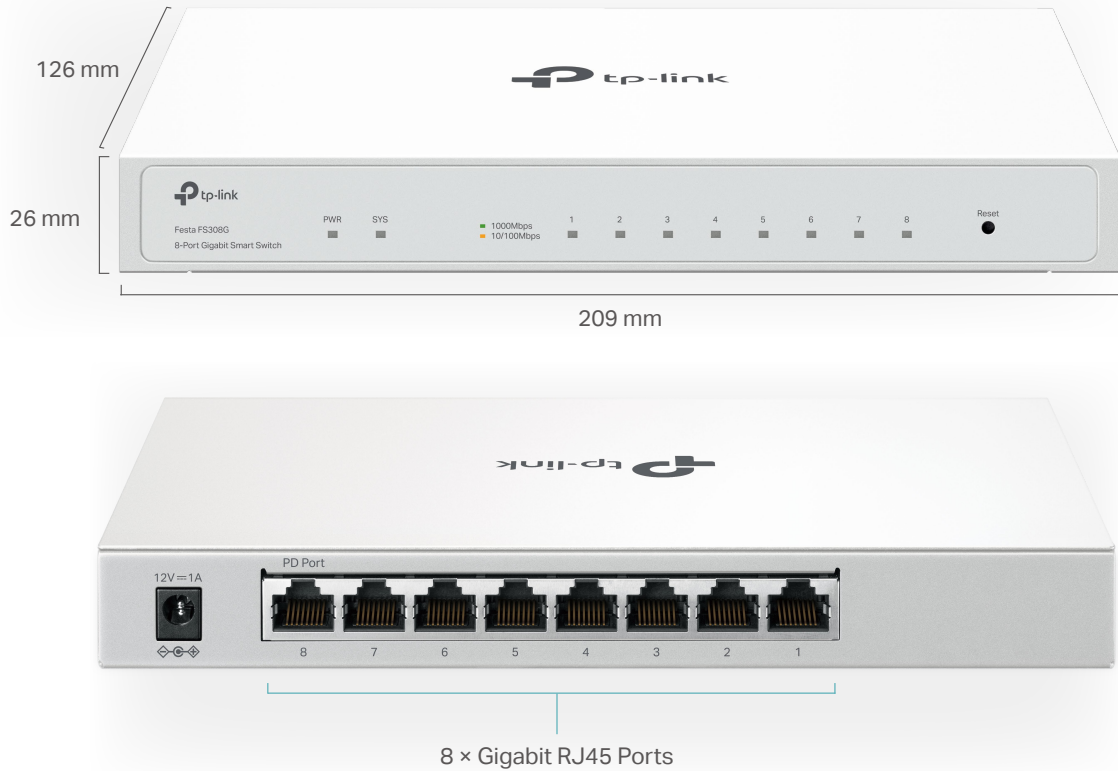 126 mm
tp-link
26 mm
tp-link
Festa FS308G
8-Port Gigabit Smart Switch
PWR SYS
1000Mbps
10/100Mbps
1 2 3 4 5 6 7 8
Reset
209 mm
tp-link
12V⎓1A
PD Port
8 7 6 5 4 3 2 1
8 × Gigabit RJ45 Ports